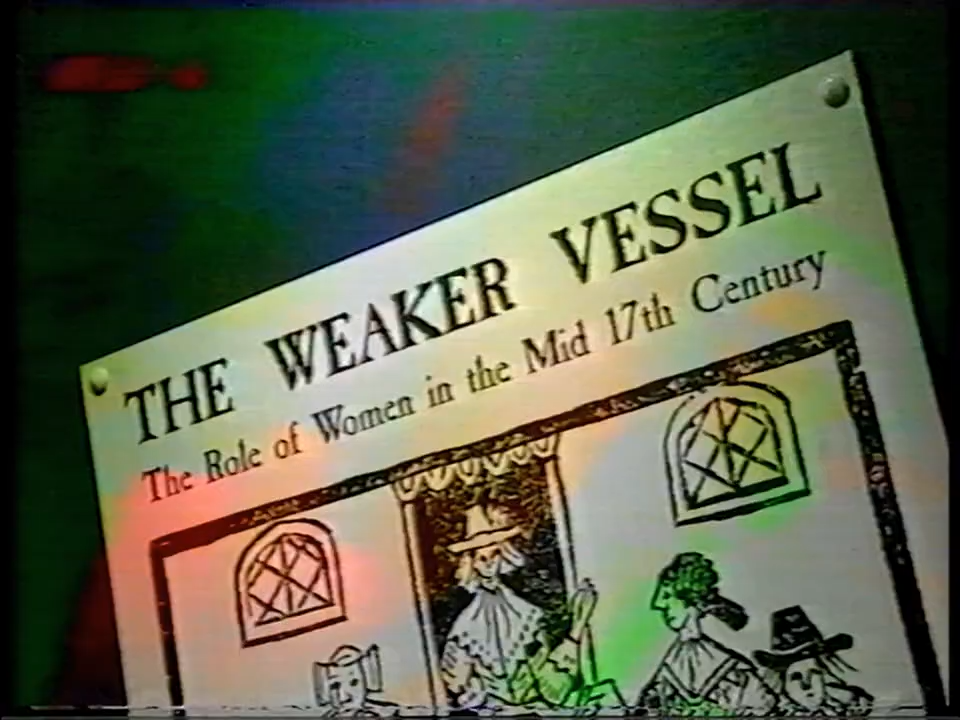 THE WEAKER VESSEL
The Role of Women in the Mid 17th Century